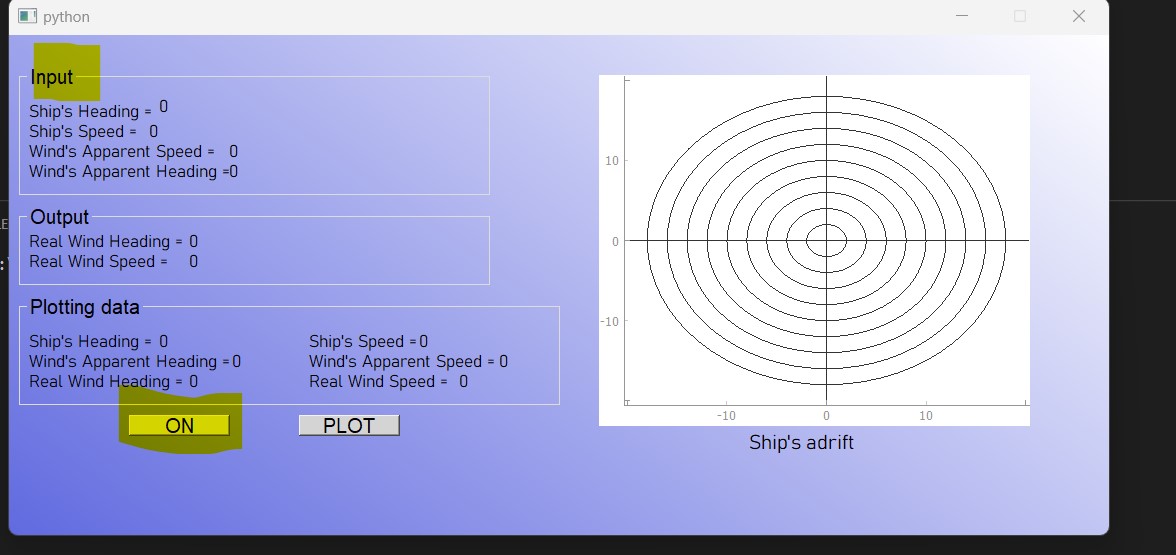 python
Input
Ship's Heading = 0
Ship's Speed = 0
Wind's Apparent Speed = 0
Wind's Apparent Heading =0
Output
Real Wind Heading = 0
Real Wind Speed = 0
Plotting data
Ship's Heading = 0 Ship's Speed =0
Wind's Apparent Heading =0 Wind's Apparent Speed = 0
Real Wind Heading = 0 Real Wind Speed = 0
ON PLOT
10
0
-10
-10 0 10
Ship's adrift